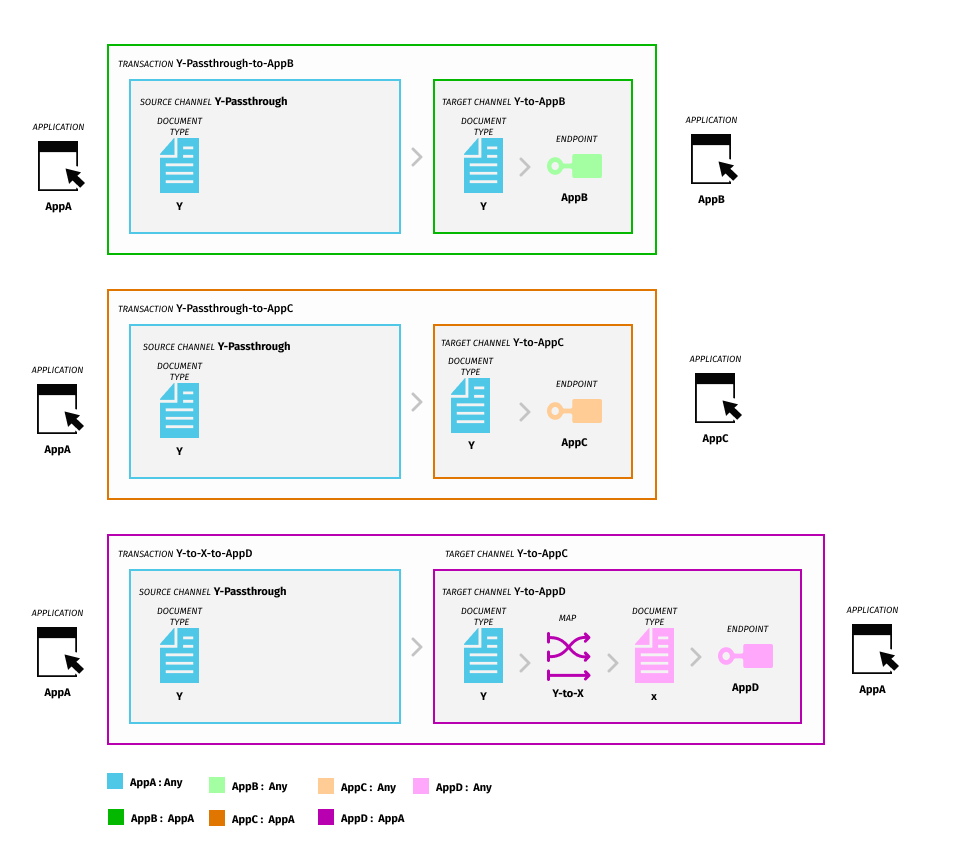 TRANSACTION Y-Passthrough-to-AppB
SOURCE CHANNEL Y-Passthrough
TARGET CHANNEL Y-to-AppB
APPLICATION
AppA
DOCUMENT
TYPE
Y
DOCUMENT
TYPE
Y
ENDPOINT
AppB
APPLICATION
AppB
TRANSACTION Y-Passthrough-to-AppC
SOURCE CHANNEL Y-Passthrough
TARGET CHANNEL Y-to-AppC
APPLICATION
AppA
DOCUMENT
TYPE
Y
DOCUMENT
TYPE
Y
ENDPOINT
AppC
APPLICATION
AppC
TRANSACTION Y-to-X-to-AppD
TARGET CHANNEL Y-to-AppC
SOURCE CHANNEL Y-Passthrough
TARGET CHANNEL Y-to-AppD
APPLICATION
AppA
DOCUMENT
TYPE
Y
DOCUMENT
TYPE
Y
MAP
Y-to-X
DOCUMENT
TYPE
x
ENDPOINT
AppD
APPLICATION
AppA
AppA : Any
AppB : Any
AppC : Any
AppD : Any
AppB : AppA
AppC : AppA
AppD : AppA